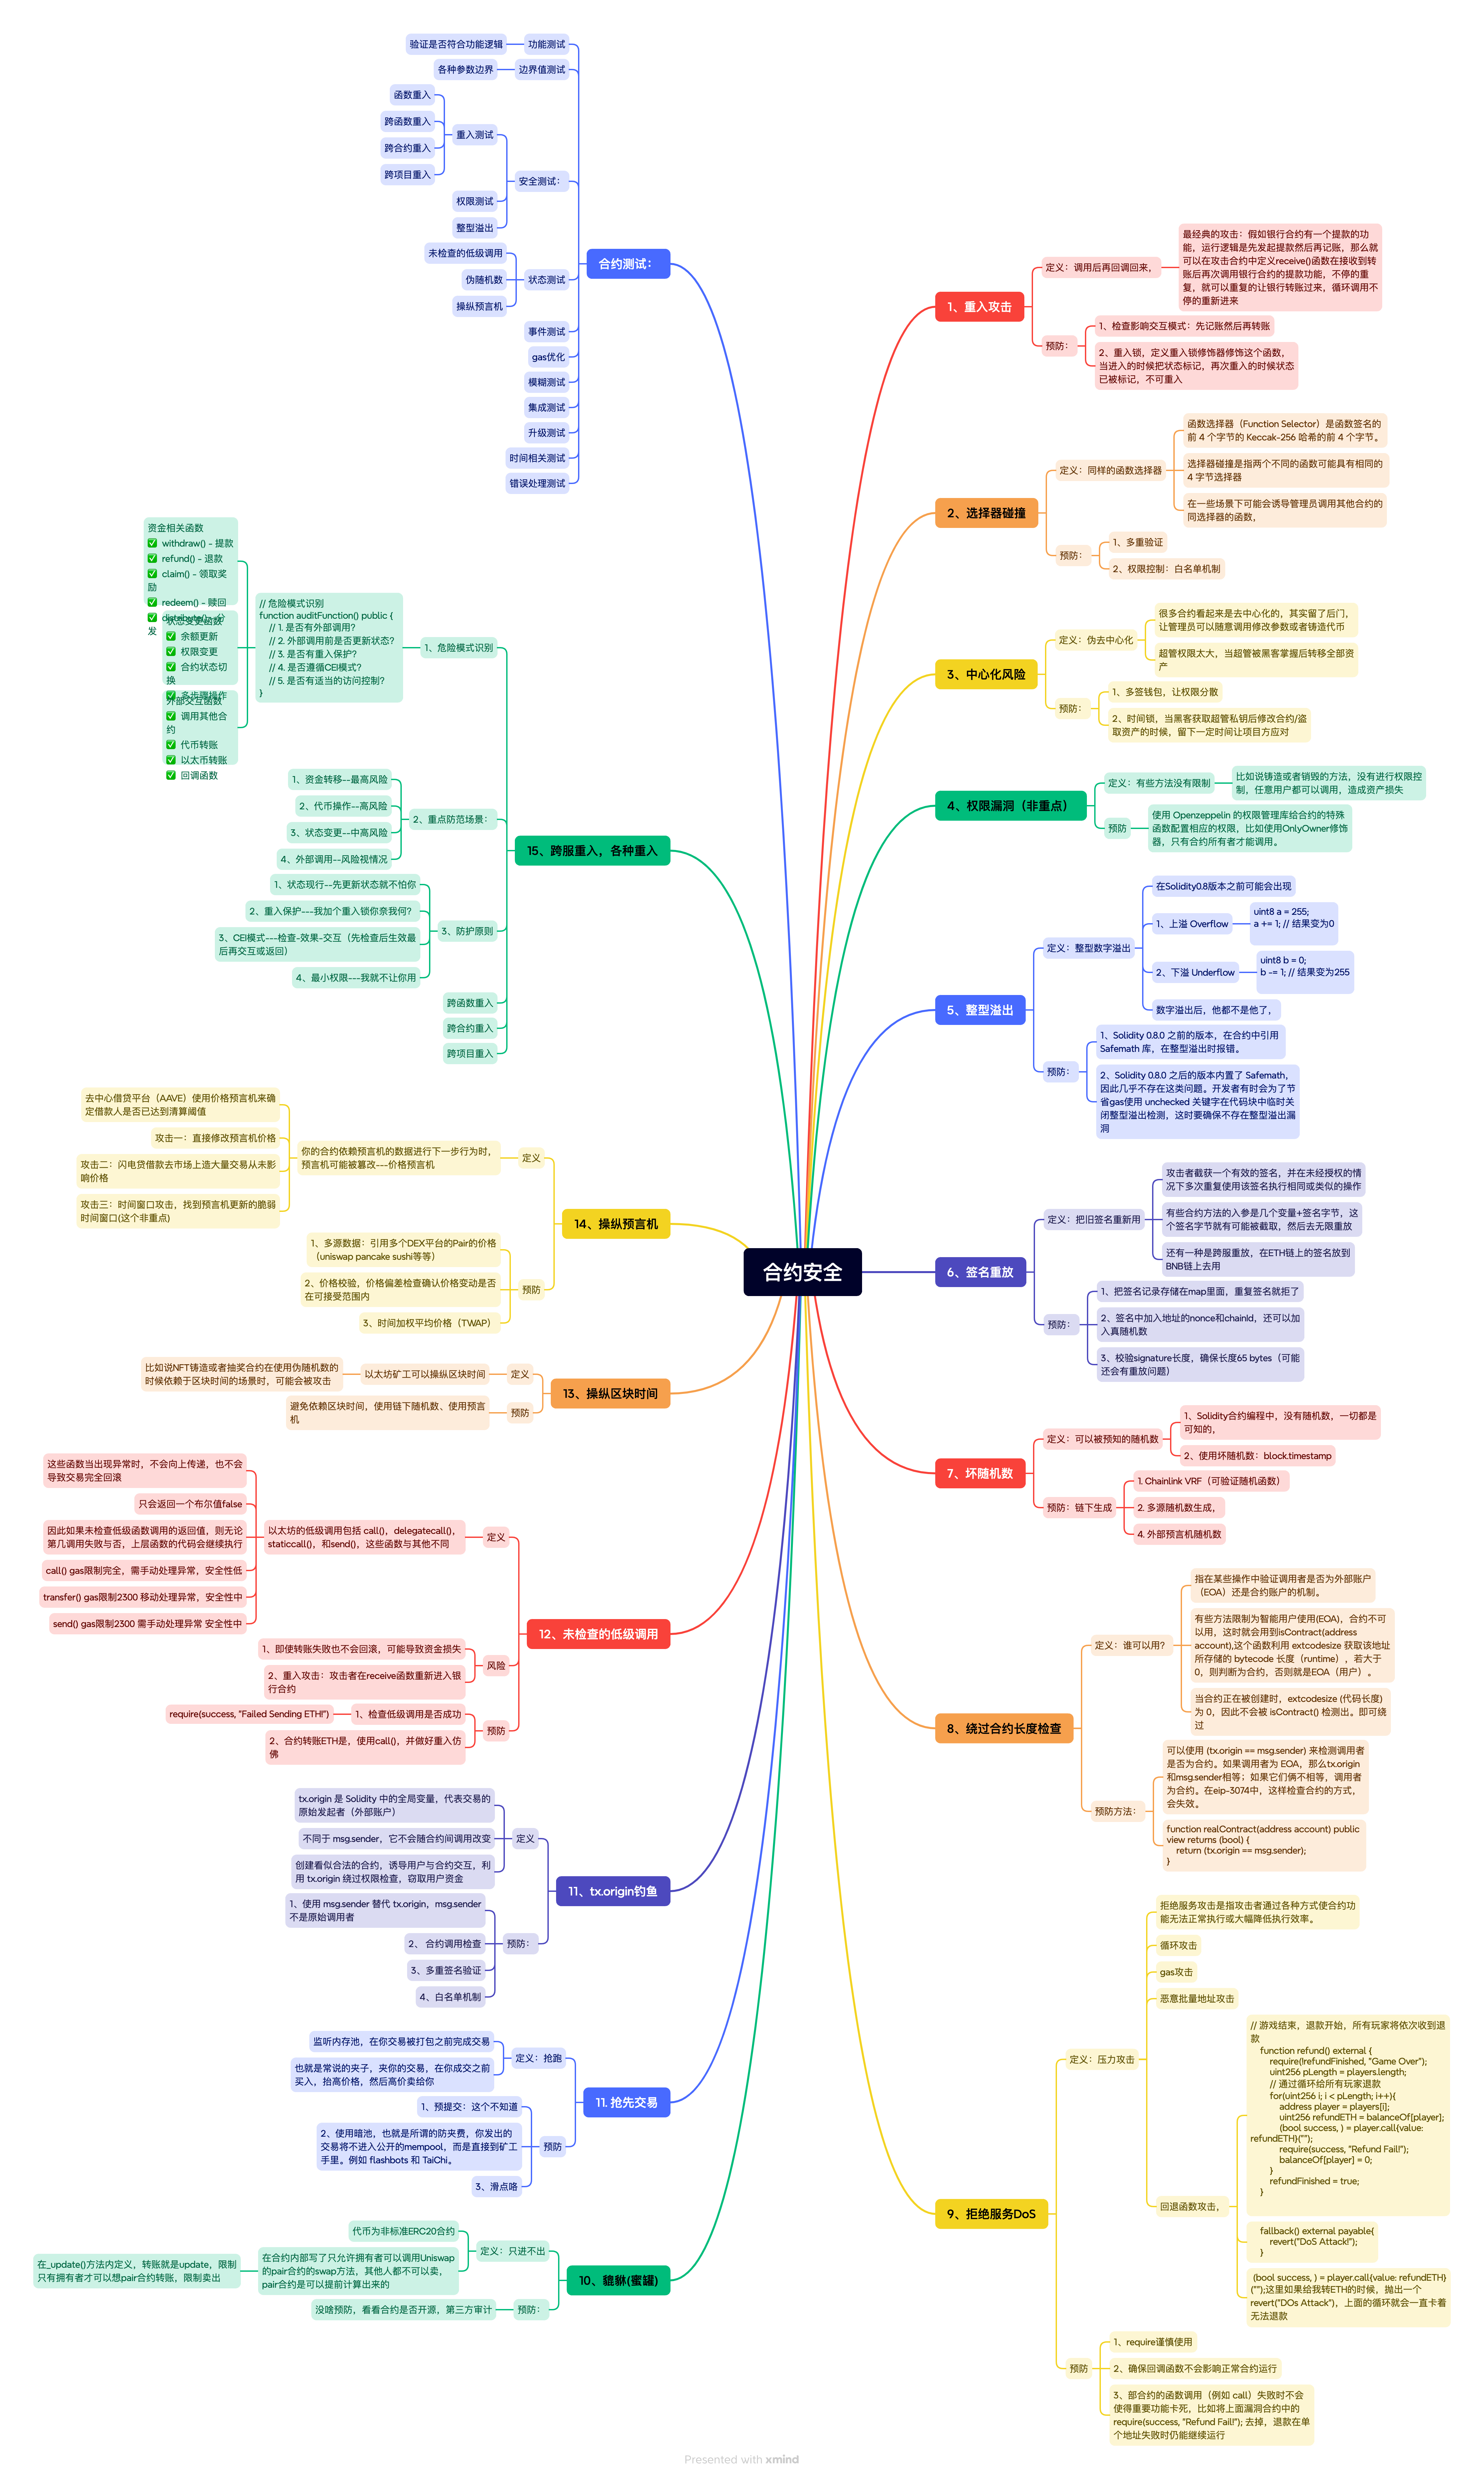 合约安全
1、重入攻击
定义：调用后再回调回来，
最经典的攻击：假如银行合约有一个提款的功
能，运行逻辑是先发起提款然后再记账，那么就
可以在攻击合约中定义receive()函数在接收到转
账后再次调用银行合约的提款功能，不停的重
复，就可以重复的让银行转账过来，循环调用不
停的重新进来
预防：
1、检查影响交互模式：先记账然后再转账
2、重入锁，定义重入锁修饰器修饰这个函数，
当进入的时候把状态标记，再次重入的时候状态
已被标记，不可重入
2、选择器碰撞
定义：同样的函数选择器
函数选择器（Function Selector）是函数签名的
前 4 个字节的 Keccak-256 哈希的前 4 个字节。
选择器碰撞是指两个不同的函数可能具有相同的
4 字节选择器
在一些场景下可能会诱导管理员调用其他合约的
同选择器的函数，
预防：
1、多重验证
2、权限控制：白名单机制
3、中心化风险
定义：伪去中心化
很多合约看起来是去中心化的，其实留了后门，
让管理员可以随意调用修改参数或者铸造代币
超管权限太大，当超管被黑客掌握后转移全部资
产
预防：
1、多签钱包，让权限分散
2、时间锁，当黑客获取超管私钥后修改合约/盗
取资产的时候，留下一定时间让项目方应对
4、权限漏洞（非重点）
定义：有些方法没有限制
比如说铸造或者销毁的方法，没有进行权限控
制，任意用户都可以调用，造成资产损失
预防
使用 Openzeppelin 的权限管理库给合约的特殊
函数配置相应的权限，比如使用OnlyOwner修饰
器，只有合约所有者才能调用。
5、整型溢出
定义：整型数字溢出
在Solidity0.8版本之前可能会出现
1、上溢 Overflow
uint8 a = 255;
a += 1; // 结果变为0
2、下溢 Underflow
uint8 b = 0;
b -= 1; // 结果变为255
数字溢出后，他都不是他了，
预防：
1、Solidity 0.8.0 之前的版本，在合约中引用
Safemath 库，在整型溢出时报错。
2、Solidity 0.8.0 之后的版本内置了 Safemath，
因此几乎不存在这类问题。开发者有时会为了节
省gas使用 unchecked 关键字在代码块中临时关
闭整型溢出检测，这时要确保不存在整型溢出漏
洞
6、签名重放
定义：把旧签名重新用
攻击者截获一个有效的签名，并在未经授权的情
况下多次重复使用该签名执行相同或类似的操作
有些合约方法的入参是几个变量+签名字节，这
个签名字节就有可能被截取，然后去无限重放
还有一种是跨服重放，在ETH链上的签名放到
BNB链上去用
预防：
1、把签名记录存储在map里面，重复签名就拒了
2、签名中加入地址的nonce和chainId，还可以加
入真随机数
3、校验signature长度，确保长度65 bytes（可能
还会有重放问题）
7、坏随机数
定义：可以被预知的随机数
1、Solidity合约编程中，没有随机数，一切都是
可知的，
2、使用坏随机数：block.timestamp
预防：链下生成
1. Chainlink VRF（可验证随机函数）
2. 多源随机数生成，
4. 外部预言机随机数
8、绕过合约长度检查
定义：谁可以用？
指在某些操作中验证调用者是否为外部账户
（EOA）还是合约账户的机制。
有些方法限制为智能用户使用(EOA)，合约不可
以用，这时就会用到isContract(address
account),这个函数利用 extcodesize 获取该地址
所存储的 bytecode 长度（runtime），若大于
0，则判断为合约，否则就是EOA（用户）。
当合约正在被创建时，extcodesize (代码长度)
为 0，因此不会被 isContract() 检测出。即可绕
过
预防方法：
可以使用 (tx.origin == msg.sender) 来检测调用者
是否为合约。如果调用者为 EOA，那么tx.origin
和msg.sender相等；如果它们俩不相等，调用者
为合约。在eip-3074中，这样检查合约的方式，
会失效。
function realContract(address account) public
view returns (bool) {
return (tx.origin == msg.sender);
}
9、拒绝服务DoS
定义：压力攻击
拒绝服务攻击是指攻击者通过各种方式使合约功
能无法正常执行或大幅降低执行效率。
循环攻击
gas攻击
恶意批量地址攻击
回退函数攻击，
// 游戏结束，退款开始，所有玩家将依次收到退
款
function refund() external {
require(!refundFinished, "Game Over");
uint256 pLength = players.length;
// 通过循环给所有玩家退款
for(uint256 i; i < pLength; i++){
address player = players[i];
uint256 refundETH = balanceOf[player];
(bool success, ) = player.call{value:
refundETH}("");
require(success, "Refund Fail!");
balanceOf[player] = 0;
}
refundFinished = true;
}
fallback() external payable{
revert("DoS Attack!");
}
(bool success, ) = player.call{value: refundETH}
("");这里如果给我转ETH的时候，抛出一个
revert("DOs Attack")，上面的循环就会一直卡着
无法退款
预防
1、require谨慎使用
2、确保回调函数不会影响正常合约运行
3、部合约的函数调用（例如 call）失败时不会
使得重要功能卡死，比如将上面漏洞合约中的
require(success, "Refund Fail!"); 去掉，退款在单
个地址失败时仍能继续运行
10、貔貅(蜜罐)
定义：只进不出
代币为非标准ERC20合约
在合约内部写了只允许拥有者可以调用Uniswap
的pair合约的swap方法，其他人都不可以卖，
pair合约是可以提前计算出来的
在_update()方法内定义，转账就是update，限制
只有拥有者才可以想pair合约转账，限制卖出
预防：
没啥预防，看看合约是否开源，第三方审计
11. 抢先交易
定义：抢跑
监听内存池，在你交易被打包之前完成交易
也就是常说的夹子，夹你的交易，在你成交之前
买入，抬高价格，然后高价卖给你
预防
1、预提交：这个不知道
2、使用暗池，也就是所谓的防夹费，你发出的
交易将不进入公开的mempool，而是直接到矿工
手里。例如 flashbots 和 TaiChi。
3、滑点咯
11、tx.origin钓鱼
定义
tx.origin 是 Solidity 中的全局变量，代表交易的
原始发起者（外部账户）
不同于 msg.sender，它不会随合约间调用改变
创建看似合法的合约，诱导用户与合约交互，利
用 tx.origin 绕过权限检查，窃取用户资金
预防：
1、使用 msg.sender 替代 tx.origin，msg.sender
不是原始调用者
2、 合约调用检查
3、多重签名验证
4、白名单机制
12、未检查的低级调用
定义
以太坊的低级调用包括 call()，delegatecall()，
staticcall()，和send()，这些函数与其他不同
这些函数当出现异常时，不会向上传递，也不会
导致交易完全回滚
只会返回一个布尔值false
因此如果未检查低级函数调用的返回值，则无论
第几调用失败与否，上层函数的代码会继续执行
call() gas限制完全，需手动处理异常，安全性低
transfer() gas限制2300 移动处理异常，安全性中
send() gas限制2300 需手动处理异常 安全性中
风险
1、即使转账失败也不会回滚，可能导致资金损失
2、重入攻击：攻击者在receive函数重新进入银
行合约
预防
1、检查低级调用是否成功
require(success, "Failed Sending ETH!")
2、合约转账ETH是，使用call()，并做好重入仿
佛
13、操纵区块时间
定义
以太坊矿工可以操纵区块时间
比如说NFT铸造或者抽奖合约在使用伪随机数的
时候依赖于区块时间的场景时，可能会被攻击
预防
避免依赖区块时间，使用链下随机数、使用预言
机
14、操纵预言机
定义
你的合约依赖预言机的数据进行下一步行为时，
预言机可能被篡改---价格预言机
去中心借贷平台（AAVE）使用价格预言机来确
定借款人是否已达到清算阈值
攻击一：直接修改预言机价格
攻击二：闪电贷借款去市场上造大量交易从未影
响价格
攻击三：时间窗口攻击，找到预言机更新的脆弱
时间窗口(这个非重点)
预防
1、多源数据：引用多个DEX平台的Pair的价格
（uniswap pancake sushi等等）
2、价格校验，价格偏差检查确认价格变动是否
在可接受范围内
3、时间加权平均价格（TWAP）
15、跨服重入，各种重入
1、危险模式识别
// 危险模式识别
function auditFunction() public {
// 1. 是否有外部调用？
// 2. 外部调用前是否更新状态？
// 3. 是否有重入保护？
// 4. 是否遵循CEI模式？
// 5. 是否有适当的访问控制？
}
资金相关函数
✅ withdraw() - 提款
✅ refund() - 退款
✅ claim() - 领取奖
励
✅ redeem() - 赎回
✅ distribute() - 分
发
状态变更函数
✅ 余额更新
✅ 权限变更
✅ 合约状态切
换
✅ 多步骤操作
外部交互函数
✅ 调用其他合
约
✅ 代币转账
✅ 以太币转账
✅ 回调函数
2、重点防范场景：
1、资金转移--最高风险
2、代币操作--高风险
3、状态变更--中高风险
4、外部调用--风险视情况
3、防护原则
1、状态现行--先更新状态就不怕你
2、重入保护---我加个重入锁你奈我何？
3、CEI模式---检查-效果-交互（先检查后生效最
后再交互或返回）
4、最小权限---我就不让你用
跨函数重入
跨合约重入
跨项目重入
合约测试：
功能测试
验证是否符合功能逻辑
边界值测试
各种参数边界
安全测试：
重入测试
函数重入
跨函数重入
跨合约重入
跨项目重入
权限测试
整型溢出
状态测试
未检查的低级调用
伪随机数
操纵预言机
事件测试
gas优化
模糊测试
集成测试
升级测试
时间相关测试
错误处理测试
Presented with xmind